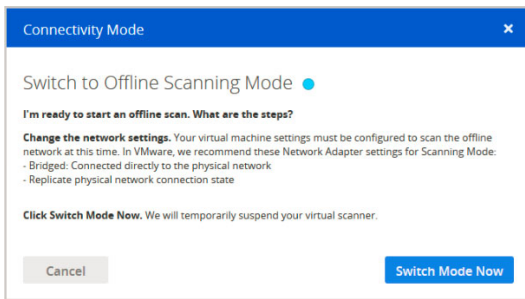 Connectivity Mode
×
Switch to Offline Scanning Mode
I'm ready to start an offline scan. What are the steps?
Change the network settings. Your virtual machine settings must be configured to scan the offline
network at this time. In VMware, we recommend these Network Adapter settings for Scanning Mode:
- Bridged: Connected directly to the physical network
- Replicate physical network connection state
Click Switch Mode Now. We will temporarily suspend your virtual scanner.
Cancel
Switch Mode Now